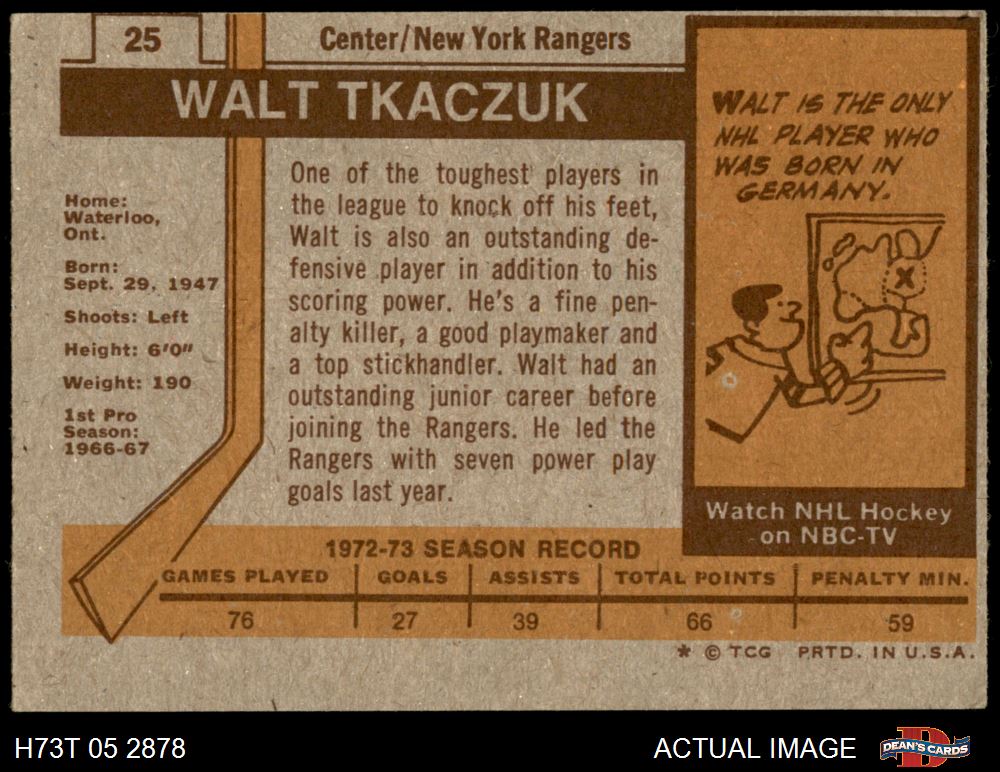 25
Center/New York Rangers
WALT TKACZUK
Home:
Waterloo,
Ont.
Born:
Sept. 29, 1947
Shoots: Left
Height: 6'0"
Weight: 190
1st Pro
Season:
1966-67
One of the toughest players in
the league to knock off his feet,
Walt is also an outstanding de-
fensive player in addition to his
scoring power. He's a fine pen-
alty killer, a good playmaker and
a top stickhandler. Walt had an
outstanding junior career before
joining the Rangers. He led the
Rangers with seven power play
goals last year.
WALT IS THE ONLY
NHL PLAYER WHO
WAS BORN IN
GERMANY.
X
Watch NHL Hockey
on NBC-TV
1972-73 SEASON RECORD
GAMES PLAYED GOALS ASSISTS TOTAL POINTS PENALTY MIN.
76 27 39 66 59
* © TCG PRTD. IN U.S.A.
H73T 05 2878
ACTUAL IMAGE
D
DEAN'S CARDS